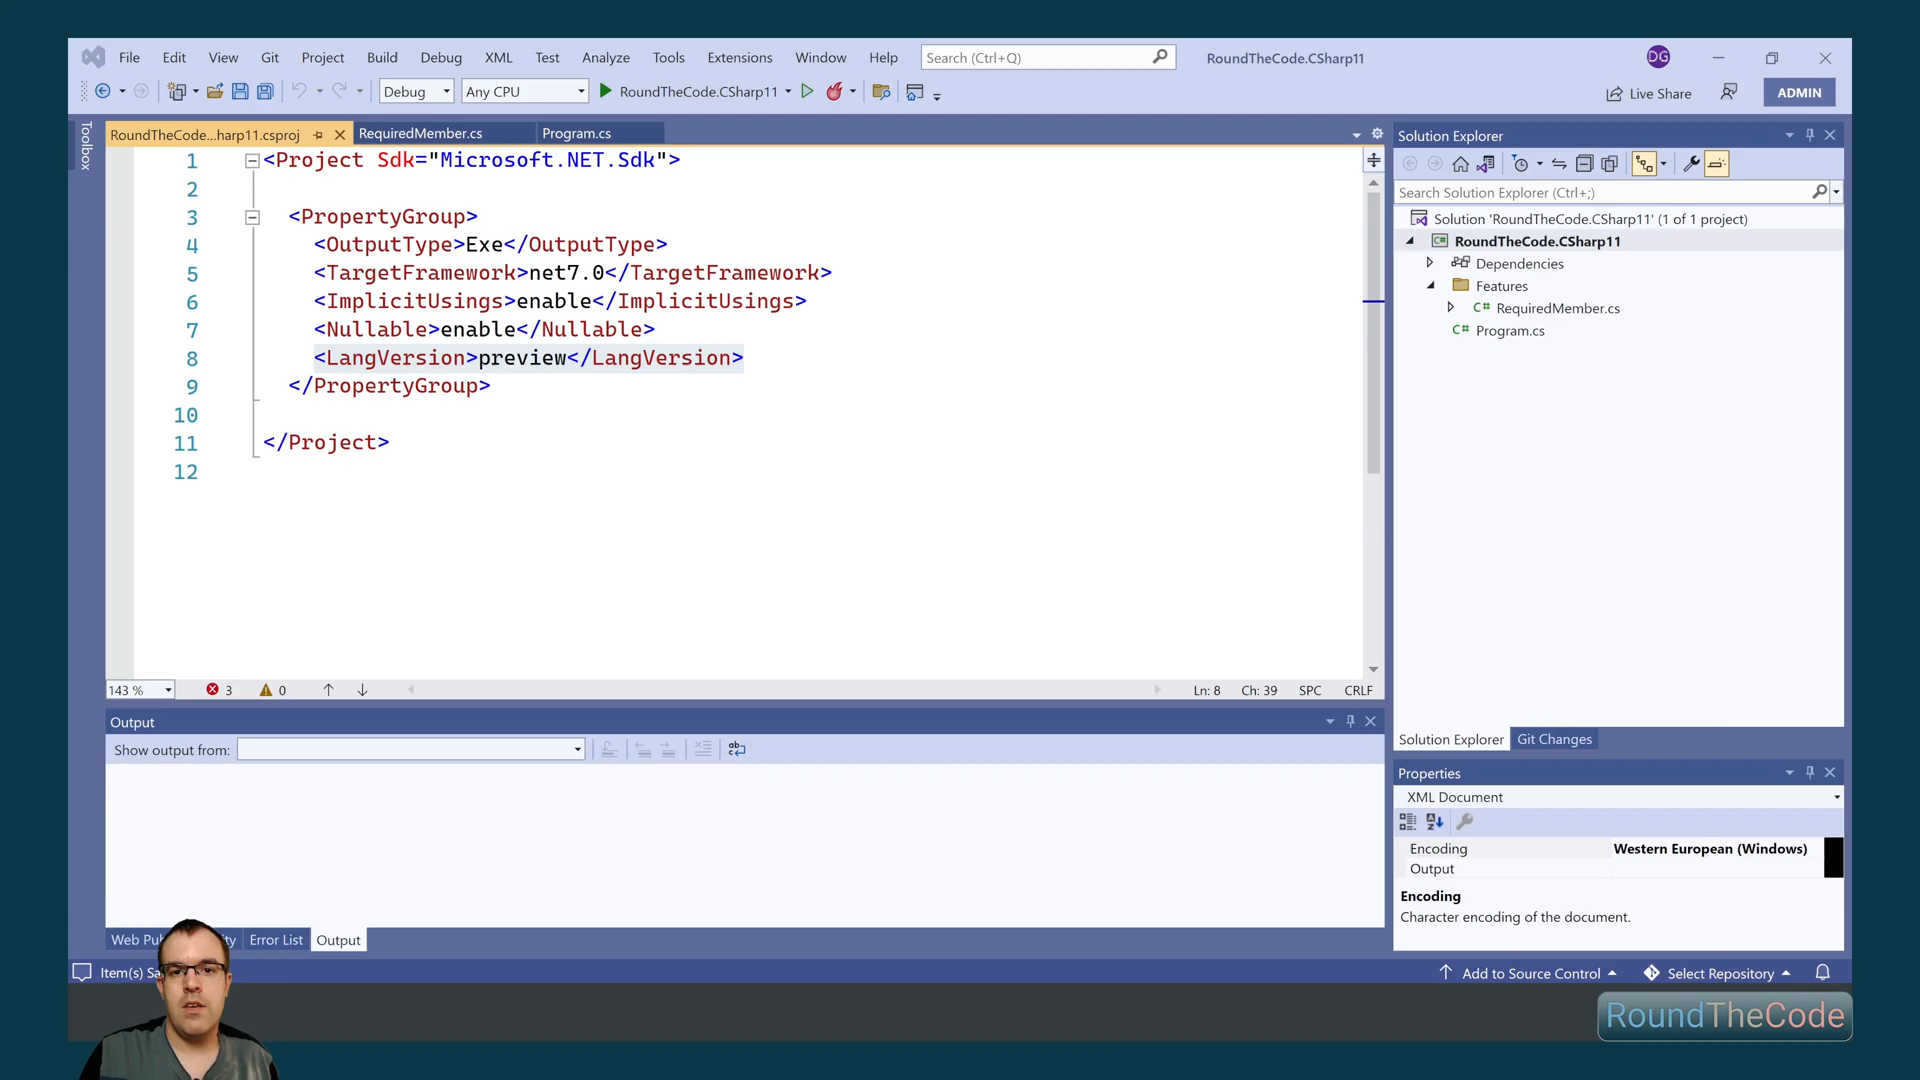 File Edit View Git Project Build Debug XML Test Analyze Tools Extensions Window Help Search (Ctrl+Q) RoundTheCode.CSharp11 DG
Debug Any CPU RoundTheCode.CSharp11 Live Share ADMIN
Toolbox
RoundTheCode...harp11.csproj RequiredMember.cs Program.cs
1 <Project Sdk="Microsoft.NET.Sdk">
2
3 <PropertyGroup>
4 <OutputType>Exe</OutputType>
5 <TargetFramework>net7.0</TargetFramework>
6 <ImplicitUsings>enable</ImplicitUsings>
7 <Nullable>enable</Nullable>
8 <LangVersion>preview</LangVersion>
9 </PropertyGroup>
10
11 </Project>
12
143 % 3 0 Ln: 8 Ch: 39 SPC CRLF
Output
Show output from:
Web Pu
Error List Output
Item(s) Sa
Solution Explorer
Search Solution Explorer (Ctrl+;)
Solution 'RoundTheCode.CSharp11' (1 of 1 project)
C# RoundTheCode.CSharp11
Dependencies
Features
C# RequiredMember.cs
C# Program.cs
Solution Explorer Git Changes
Properties
XML Document
Encoding Western European (Windows)
Output
Encoding
Character encoding of the document.
Add to Source Control Select Repository
RoundTheCode